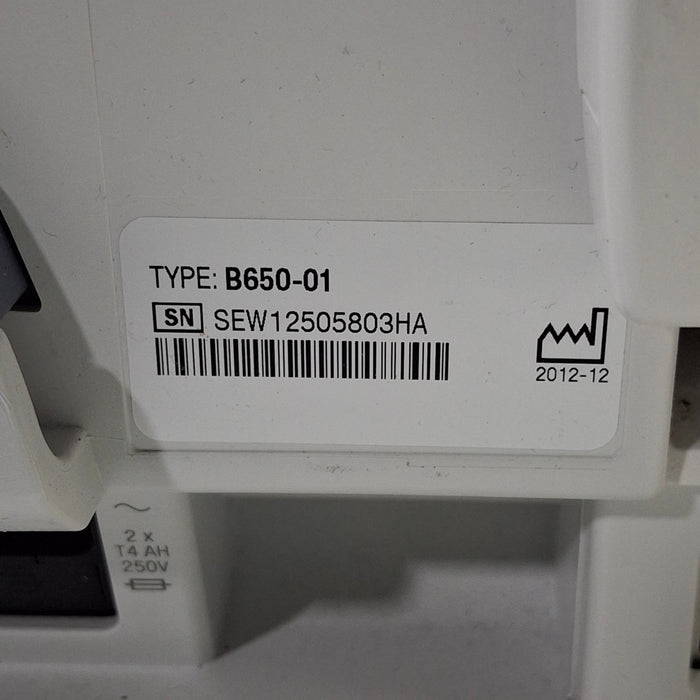 TYPE: B650-01
SN SEW12505803HA
2012-12
2 x
T4 AH
250V